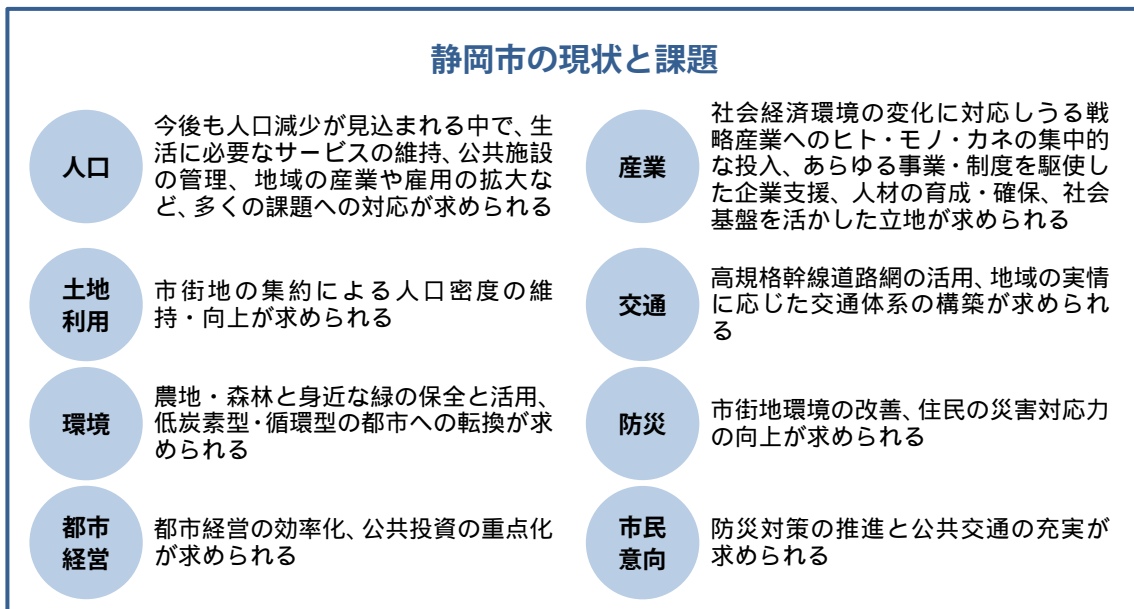 静岡市の現状と課題
人口
今後も人口減少が見込まれる中で、生
活に必要なサービスの維持、公共施設
の管理、地域の産業や雇用の拡大な
ど、多くの課題への対応が求められる
産業
社会経済環境の変化に対応しうる戦
略産業へのヒト・モノ・カネの集中的
な投入、あらゆる事業・制度を駆使し
た企業支援、人材の育成・確保、社会
基盤を活かした立地が求められる
土地
利用
市街地の集約による人口密度の維
持・向上が求められる
交通
高規格幹線道路網の活用、地域の実情
に応じた交通体系の構築が求められ
る
環境
農地・森林と身近な緑の保全と活用、
低炭素型・循環型の都市への転換が求
められる
防災
市街地環境の改善、住民の災害対応力
の向上が求められる
都市
経営
都市経営の効率化、公共投資の重点化
が求められる
市民
意向
防災対策の推進と公共交通の充実が
求められる